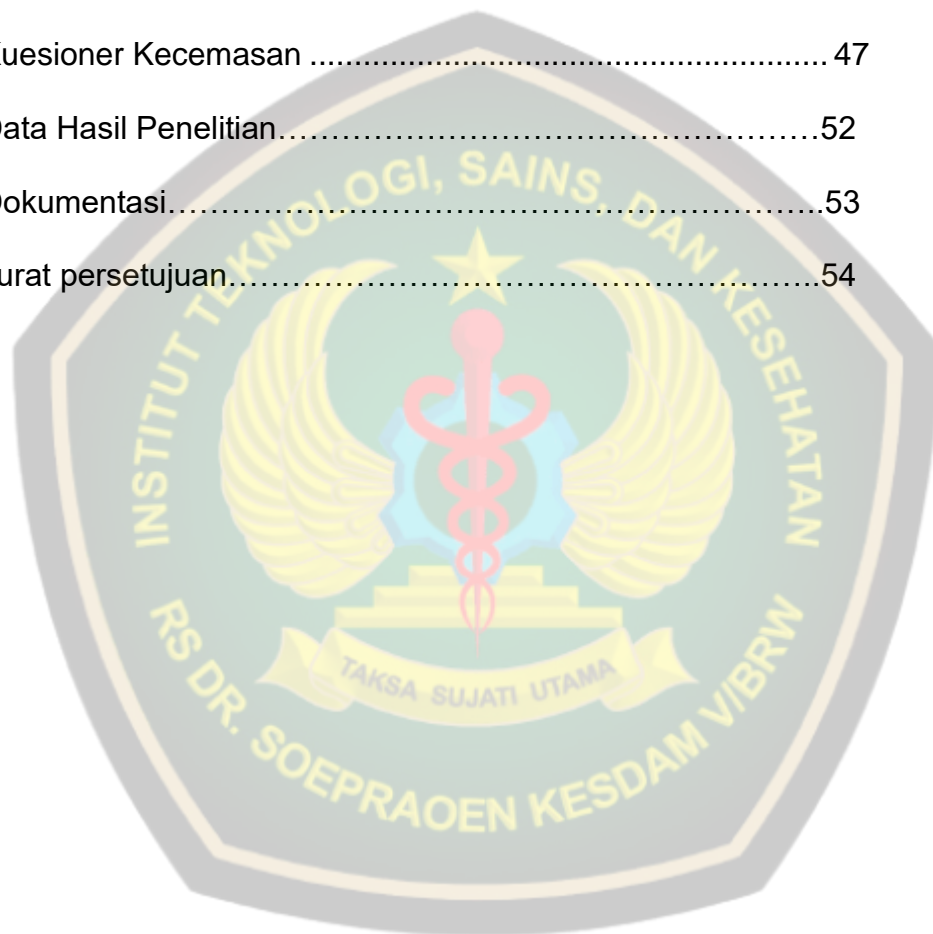 uesioner Kecemasan .............................................................. 47
ata Hasil Penelitian……………………………………………………52
okumentasi……………………………………………………………..53
urat persetujuan………………………………………………………..54
INSTITUT TEKNOLOGI, SAINS, DAN KESEHATAN
TAKSA SUJATI UTAMA
RS DR. SOEPRAOEN KESDAM V/BRW